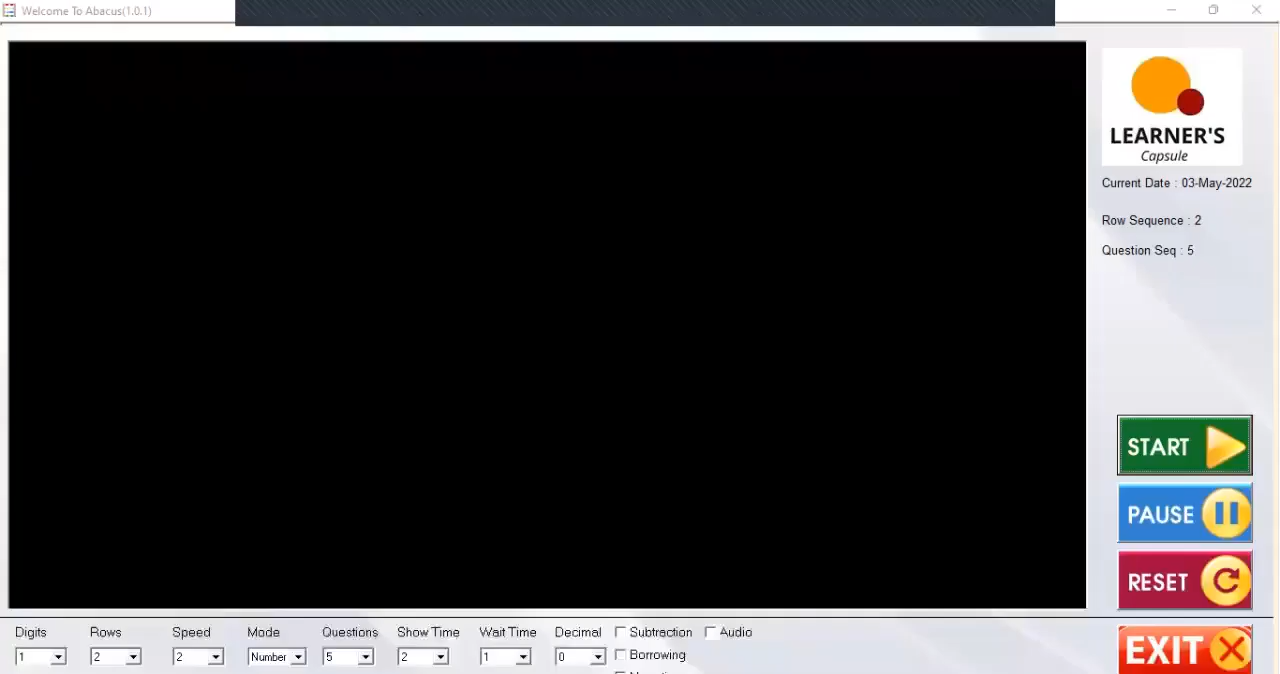 Welcome To Abacus(1.0.1)
LEARNER'S
Capsule
Current Date : 03-May-2022
Row Sequence : 2
Question Seq : 5
START
PAUSE
RESET
EXIT
Digits Rows Speed Mode Questions Show Time Wait Time Decimal Subtraction Audio
1 2 2 Number 5 2 1 0 Borrowing